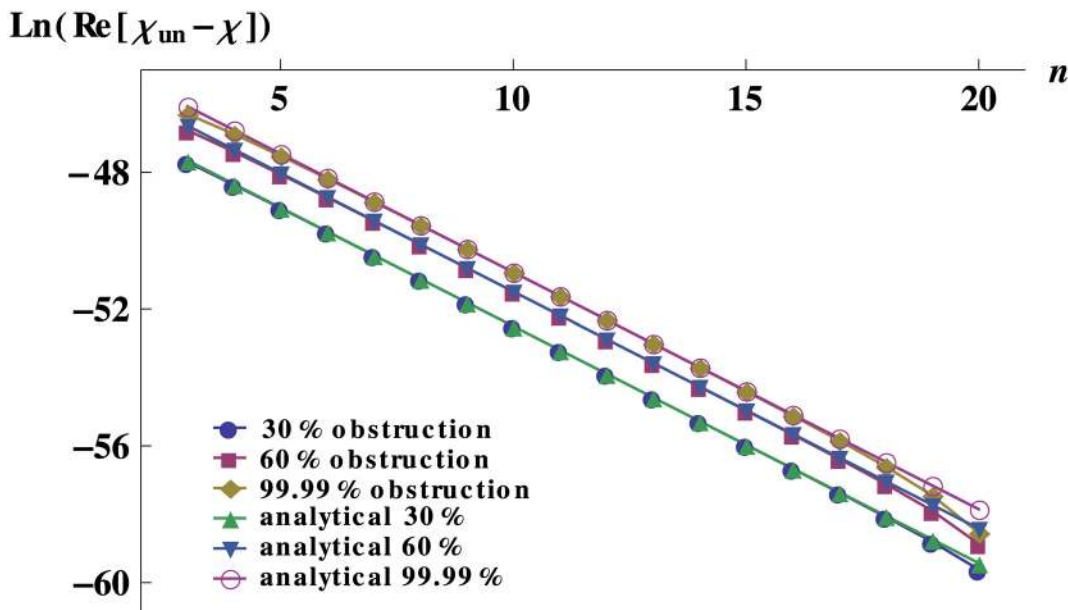 Ln(Re[χun−χ])
n
5 10 15 20
−48
−52
−56
−60
30 % obstruction
60 % obstruction
99.99 % obstruction
analytical 30 %
analytical 60 %
analytical 99.99 %